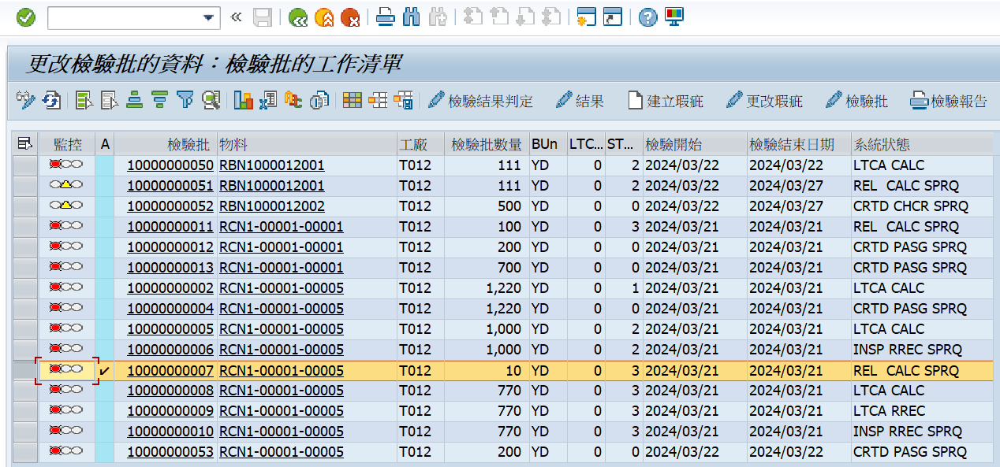 更改檢驗批的資料：檢驗批的工作清單
檢驗結果判定 結果 建立瑕疵 更改瑕疵 檢驗批 檢驗報告
監控 A 檢驗批 物料 工廠 檢驗批數量 BUn LTC... ST... 檢驗開始 檢驗結束日期 系統狀態
10000000050 RBN1000012001 T012 111 YD 0 2 2024/03/22 2024/03/22 LTCA CALC
10000000051 RBN1000012001 T012 111 YD 0 2 2024/03/22 2024/03/27 REL  CALC SPRQ
10000000052 RBN1000012002 T012 500 YD 0 0 2024/03/22 2024/03/27 CRTD CHCR SPRQ
10000000011 RCN1-00001-00001 T012 100 YD 0 3 2024/03/21 2024/03/21 REL  CALC SPRQ
10000000012 RCN1-00001-00001 T012 200 YD 0 0 2024/03/21 2024/03/21 CRTD PASG SPRQ
10000000013 RCN1-00001-00001 T012 700 YD 0 0 2024/03/21 2024/03/21 CRTD PASG SPRQ
10000000002 RCN1-00001-00005 T012 1,220 YD 0 1 2024/03/21 2024/03/21 LTCA CALC
10000000004 RCN1-00001-00005 T012 1,220 YD 0 0 2024/03/21 2024/03/21 CRTD PASG SPRQ
10000000005 RCN1-00001-00005 T012 1,000 YD 0 2 2024/03/21 2024/03/21 LTCA CALC
10000000006 RCN1-00001-00005 T012 1,000 YD 0 2 2024/03/21 2024/03/21 INSP RREC SPRQ
10000000007 RCN1-00001-00005 T012 10 YD 0 3 2024/03/21 2024/03/21 REL  CALC SPRQ
10000000008 RCN1-00001-00005 T012 770 YD 0 3 2024/03/21 2024/03/21 LTCA CALC
10000000009 RCN1-00001-00005 T012 770 YD 0 3 2024/03/21 2024/03/21 LTCA RREC
10000000010 RCN1-00001-00005 T012 770 YD 0 3 2024/03/21 2024/03/21 INSP RREC SPRQ
10000000053 RCN1-00001-00005 T012 200 YD 0 0 2024/03/22 2024/03/22 CRTD PASG SPRQ